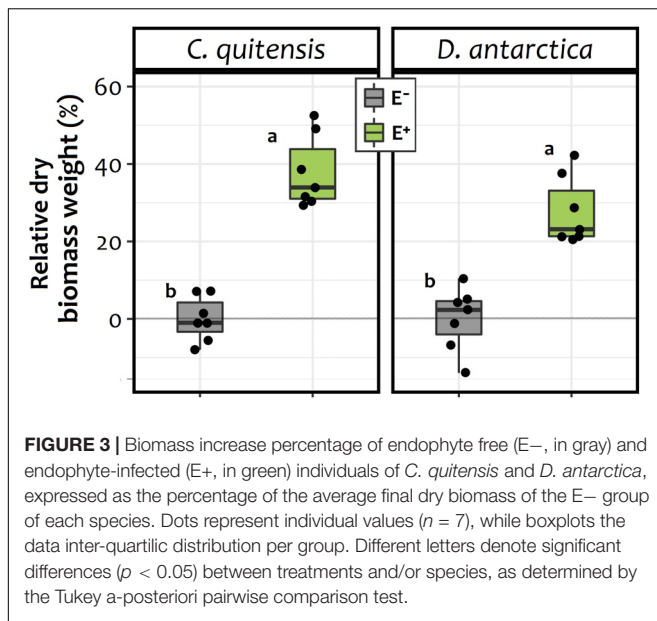 C. quitensis
D. antarctica
Relative dry
biomass weight (%)
60
40
20
0
E-
E+
a
b
a
b
FIGURE 3 | Biomass increase percentage of endophyte free (E−, in gray) and
endophyte-infected (E+, in green) individuals of C. quitensis and D. antarctica,
expressed as the percentage of the average final dry biomass of the E− group
of each species. Dots represent individual values (n = 7), while boxplots the
data inter-quartilic distribution per group. Different letters denote significant
differences (p < 0.05) between treatments and/or species, as determined by
the Tukey a-posteriori pairwise comparison test.